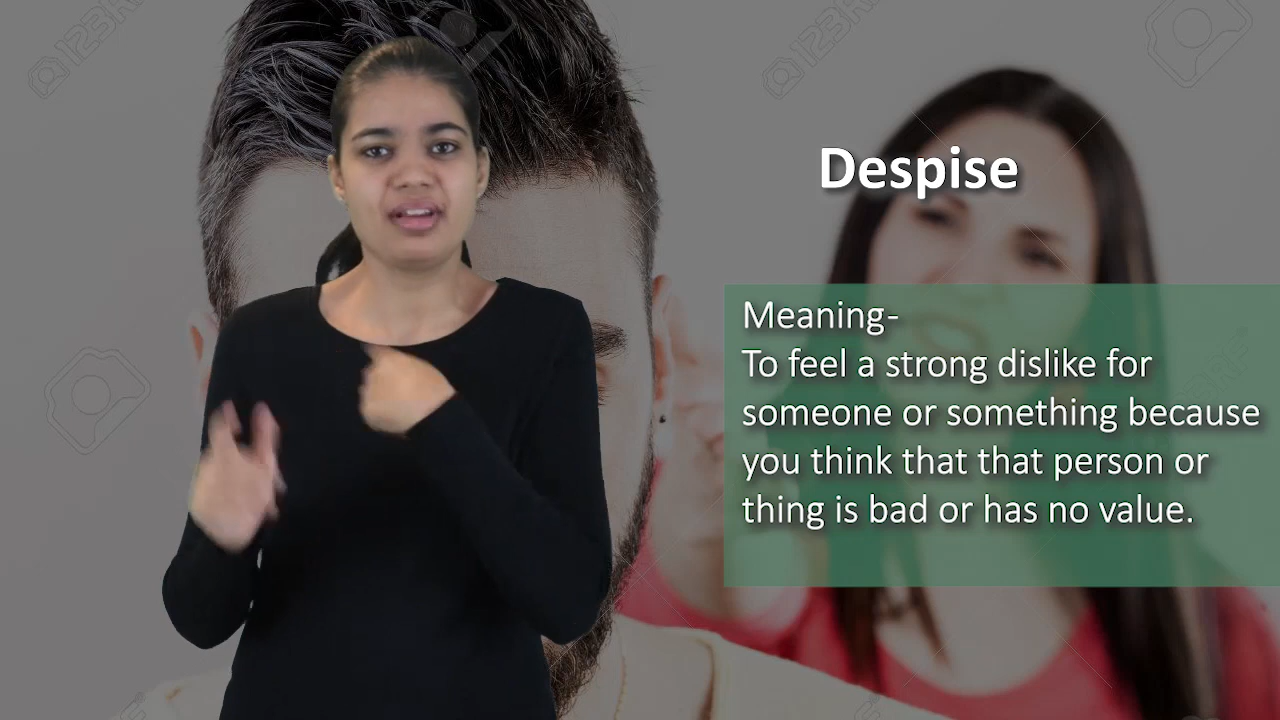 Despise
Meaning-
To feel a strong dislike for
someone or something because
you think that that person or
thing is bad or has no value.